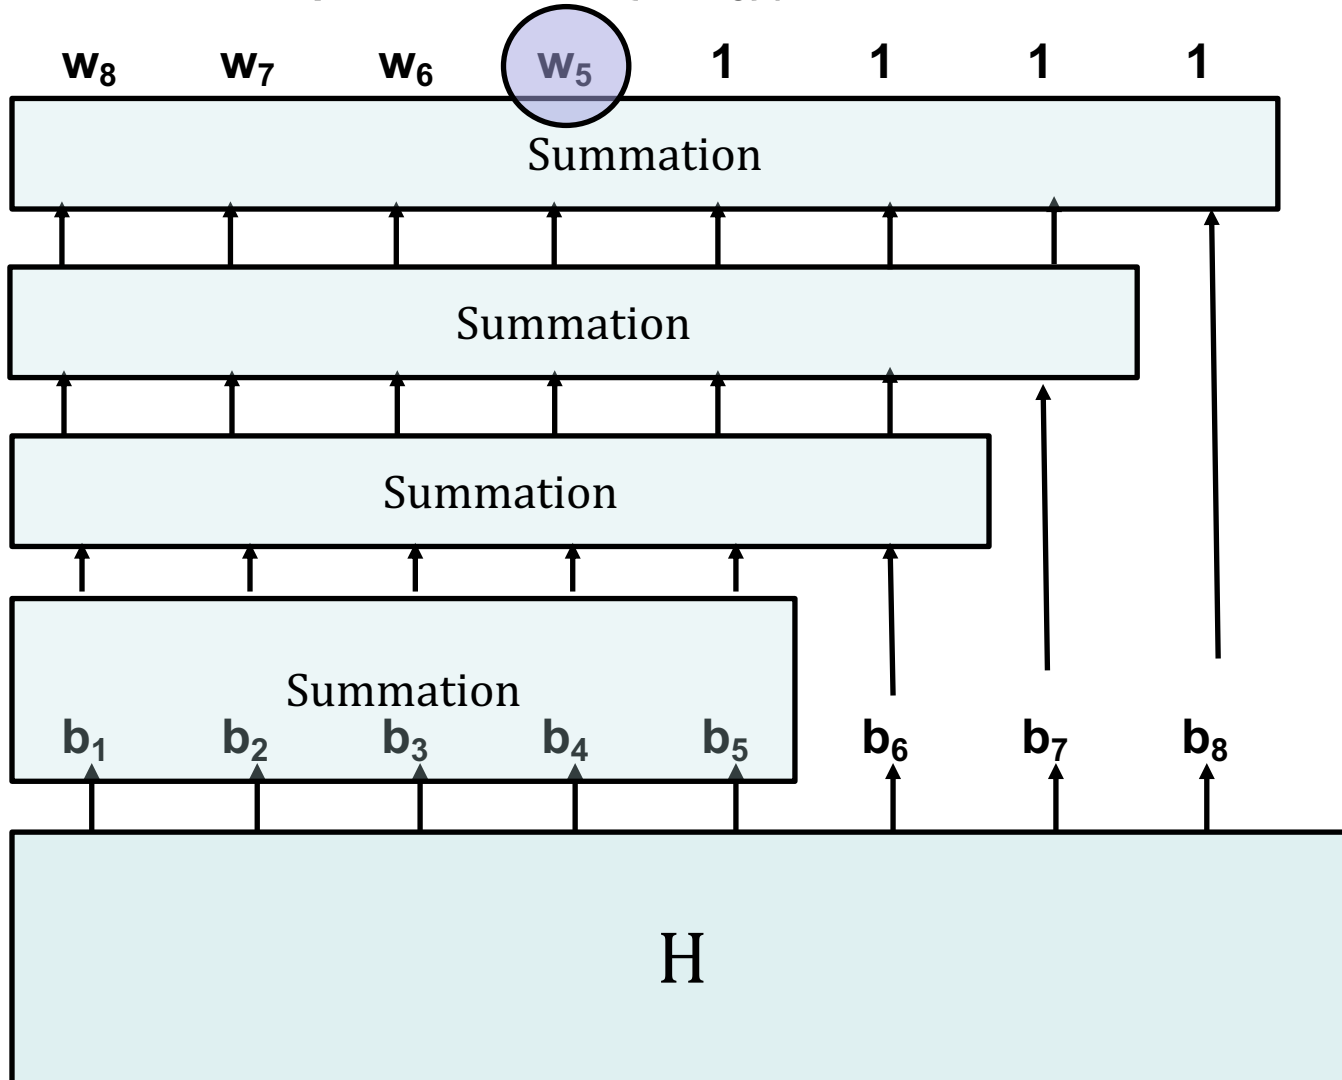 w₈ w₇ w₆ w₅ 1 1 1 1
Summation
Summation
Summation
Summation
b₁ b₂ b₃ b₄ b₅ b₆ b₇ b₈
H